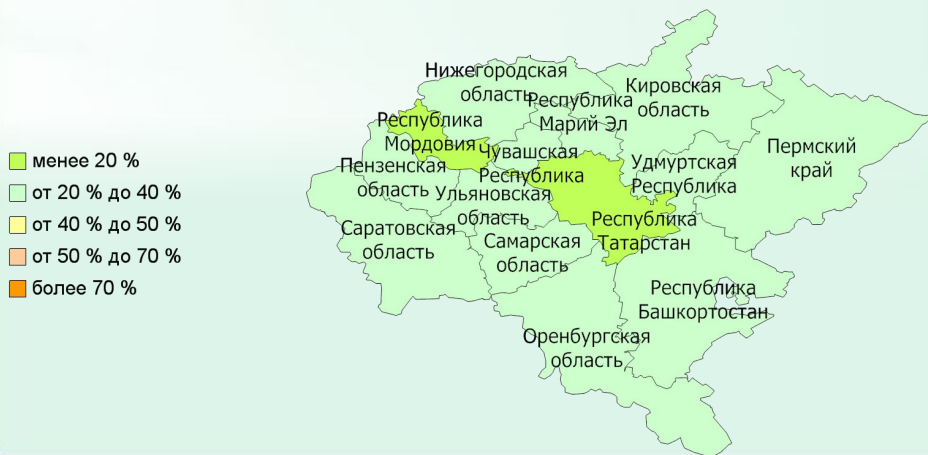 менее 20 %
от 20 % до 40 %
от 40 % до 50 %
от 50 % до 70 %
более 70 %
Нижегородская
область
Республика
Марий Эл
Кировская
область
Республика
Мордовия
Чувашская
Республика
Удмуртская
Республика
Пермский
край
Пензенская
область
Ульяновская
область
Республика
Татарстан
Саратовская
область
Самарская
область
Республика
Башкортостан
Оренбургская
область